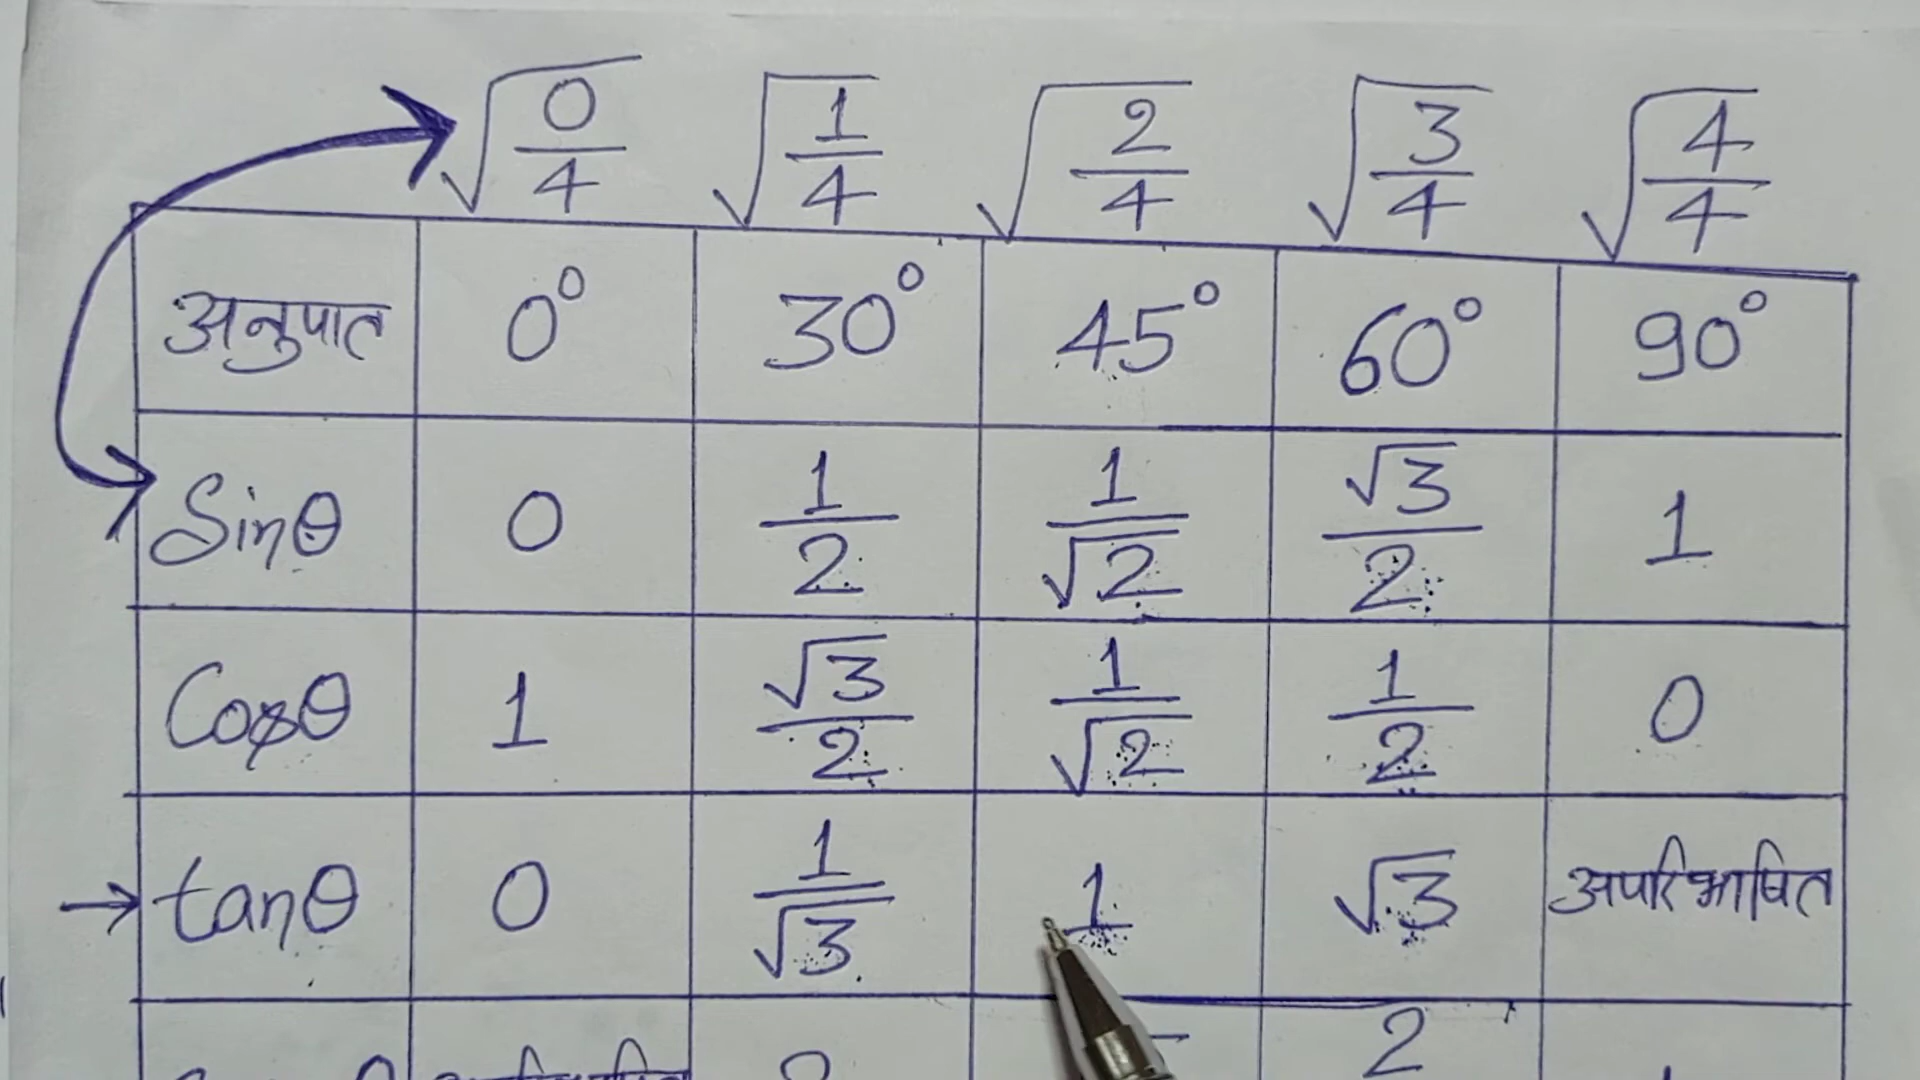 √(0/4) √(1/4) √(2/4) √(3/4) √(4/4)
अनुपात 0° 30° 45° 60° 90°
Sinθ 0 1/2 1/√2 √3/2 1
Cosθ 1 √3/2 1/√2 1/2 0
tanθ 0 1/√3 1 √3 अपरिभाषित
2